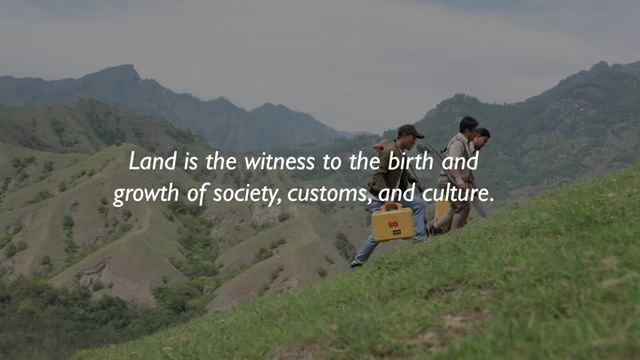 Land is the witness to the birth and
growth of society, customs, and culture.